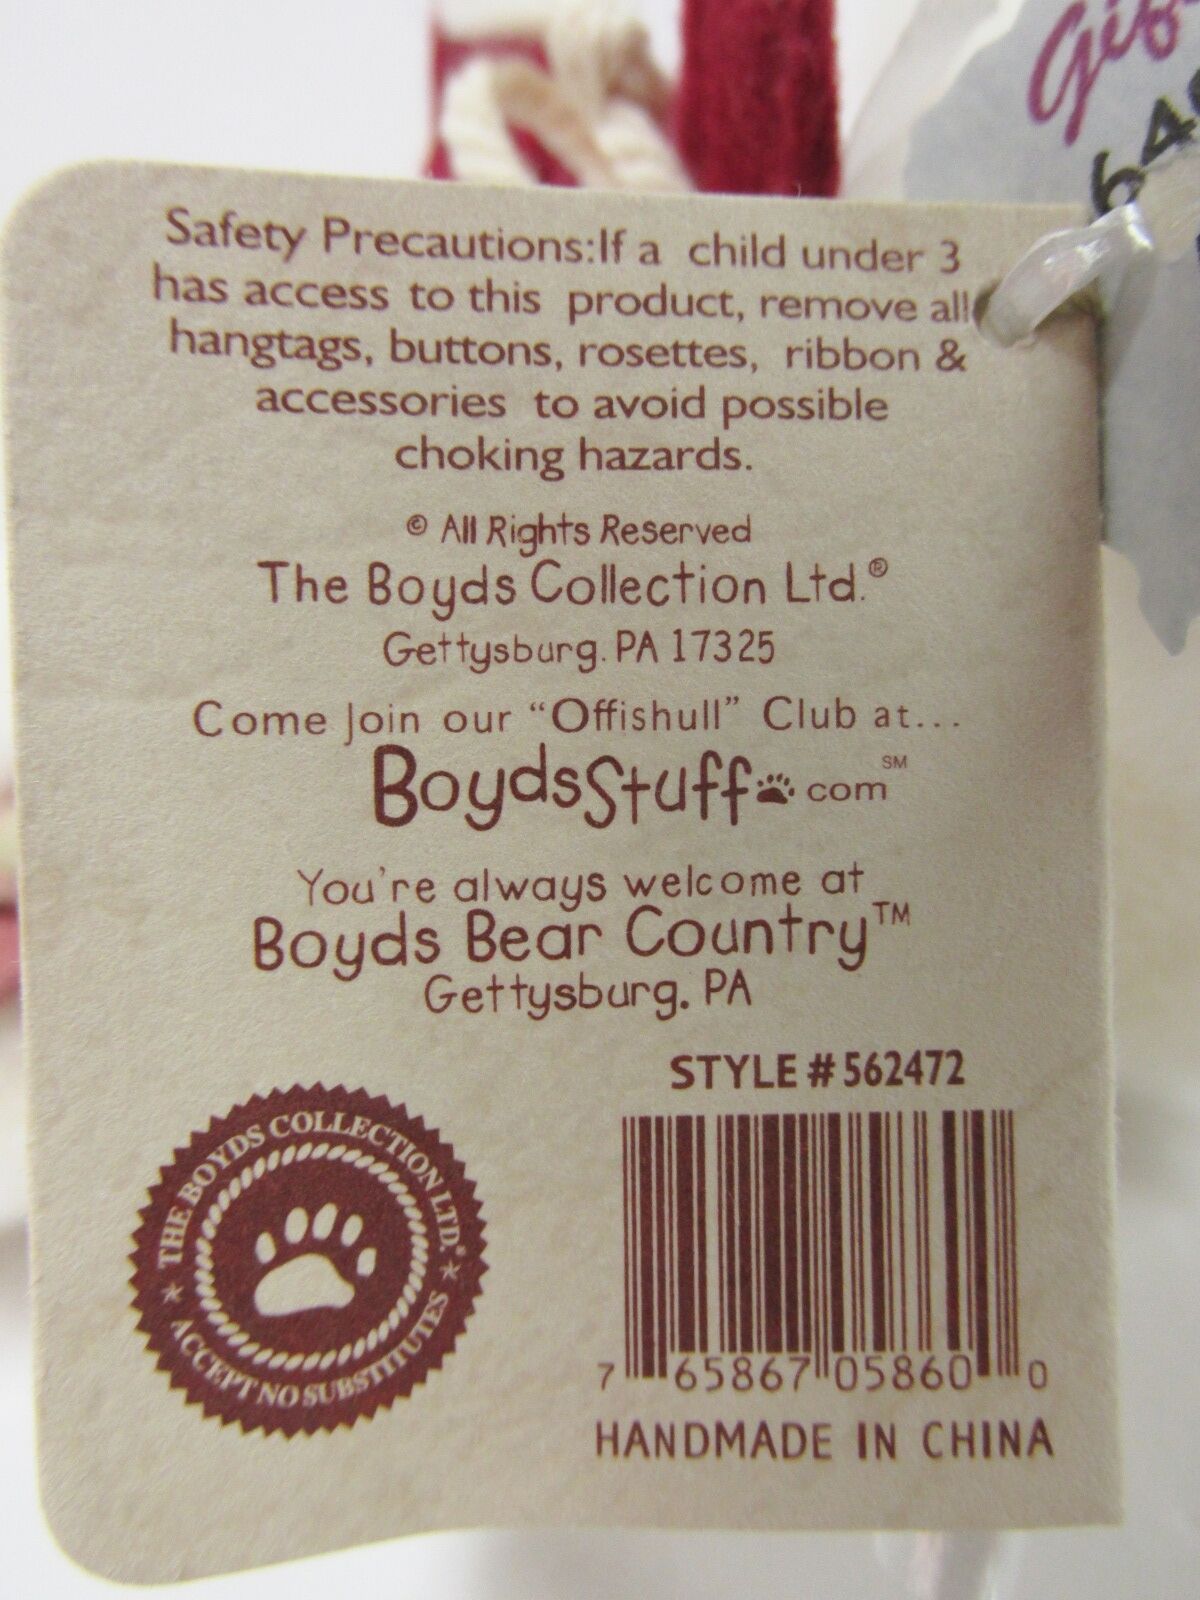 Safety Precautions:If a child under 3
has access to this product, remove all
hangtags, buttons, rosettes, ribbon &
accessories to avoid possible
choking hazards.
© All Rights Reserved
The Boyds Collection Ltd.®
Gettysburg. PA 17325
Come Join our "Offishull" Club at...
BoydsStuff.com℠
You're always welcome at
Boyds Bear Country™
Gettysburg. PA
STYLE # 562472
THE BOYDS COLLECTION LTD.®
ACCEPT NO SUBSTITUTES
7 65867 05860 0
HANDMADE IN CHINA